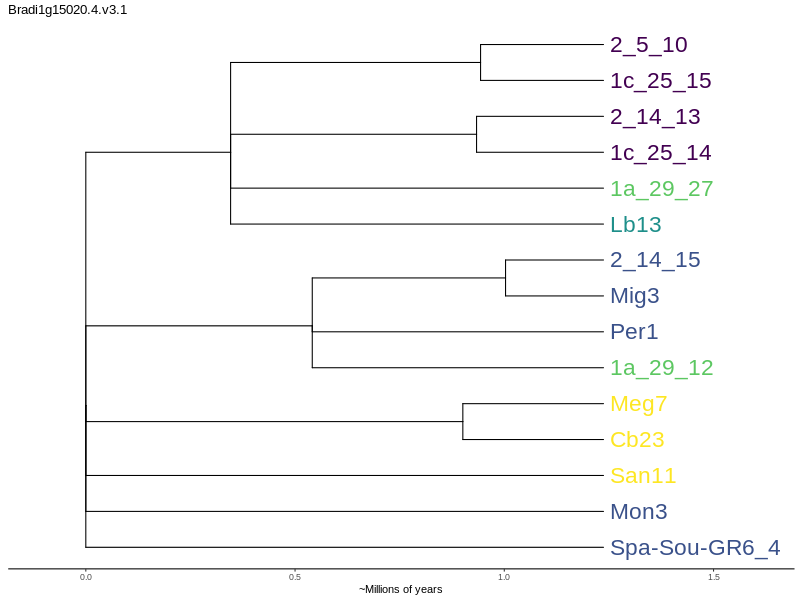 Bradi1g15020.4.v3.1
2_5_10
1c_25_15
2_14_13
1c_25_14
1a_29_27
Lb13
2_14_15
Mig3
Per1
1a_29_12
Meg7
Cb23
San11
Mon3
Spa-Sou-GR6_4
0.0 0.5 1.0 1.5
~Millions of years